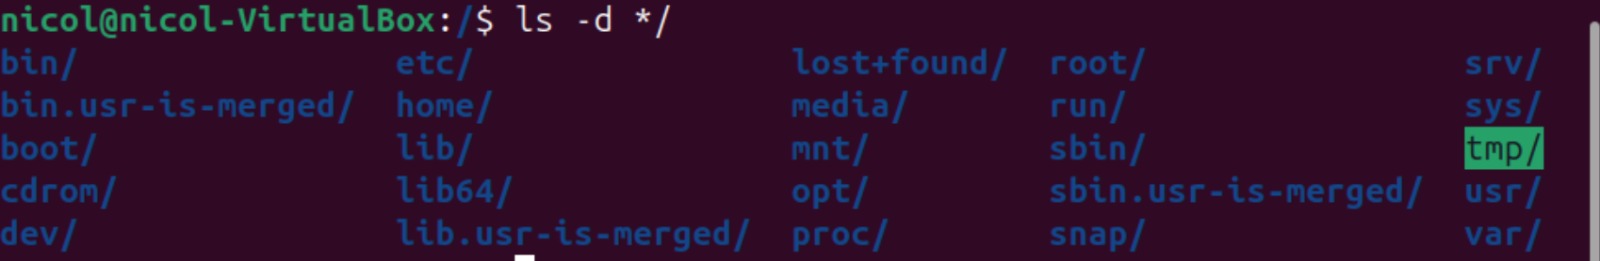 nicol@nicol-VirtualBox:/$ ls -d */
bin/ etc/ lost+found/ root/ srv/
bin.usr-is-merged/ home/ media/ run/ sys/
boot/ lib/ mnt/ sbin/ tmp/
cdrom/ lib64/ opt/ sbin.usr-is-merged/ usr/
dev/ lib.usr-is-merged/ proc/ snap/ var/